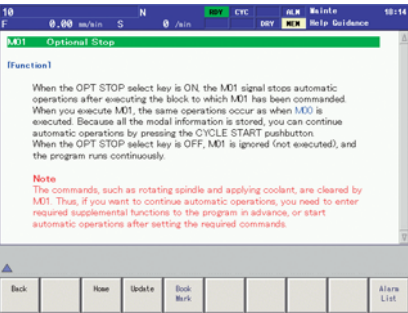 10 N RDY CYC ALM Mainte 18:14
F 0.00 mm/min S 0 /min DRY MEM Help Guidance
M01 Optional Stop
[Function]
When the OPT STOP select key is ON, the M01 signal stops automatic
operations after executing the block to which M01 has been commanded.
When you execute M01, the same operations occur as when M00 is
executed. Because all the modal information is stored, you can continue
automatic operations by pressing the CYCLE START pushbutton.
When the OPT STOP select key is OFF, M01 is ignored (not executed), and
the program runs continuously.
Note
The commands, such as rotating spindle and applying coolant, are cleared by
M01. Thus, if you want to continue automatic operations, you need to enter
required supplemental functions to the program in advance, or start
automatic operations after setting the required commands.
Back Home Update Book Alarm
Mark List